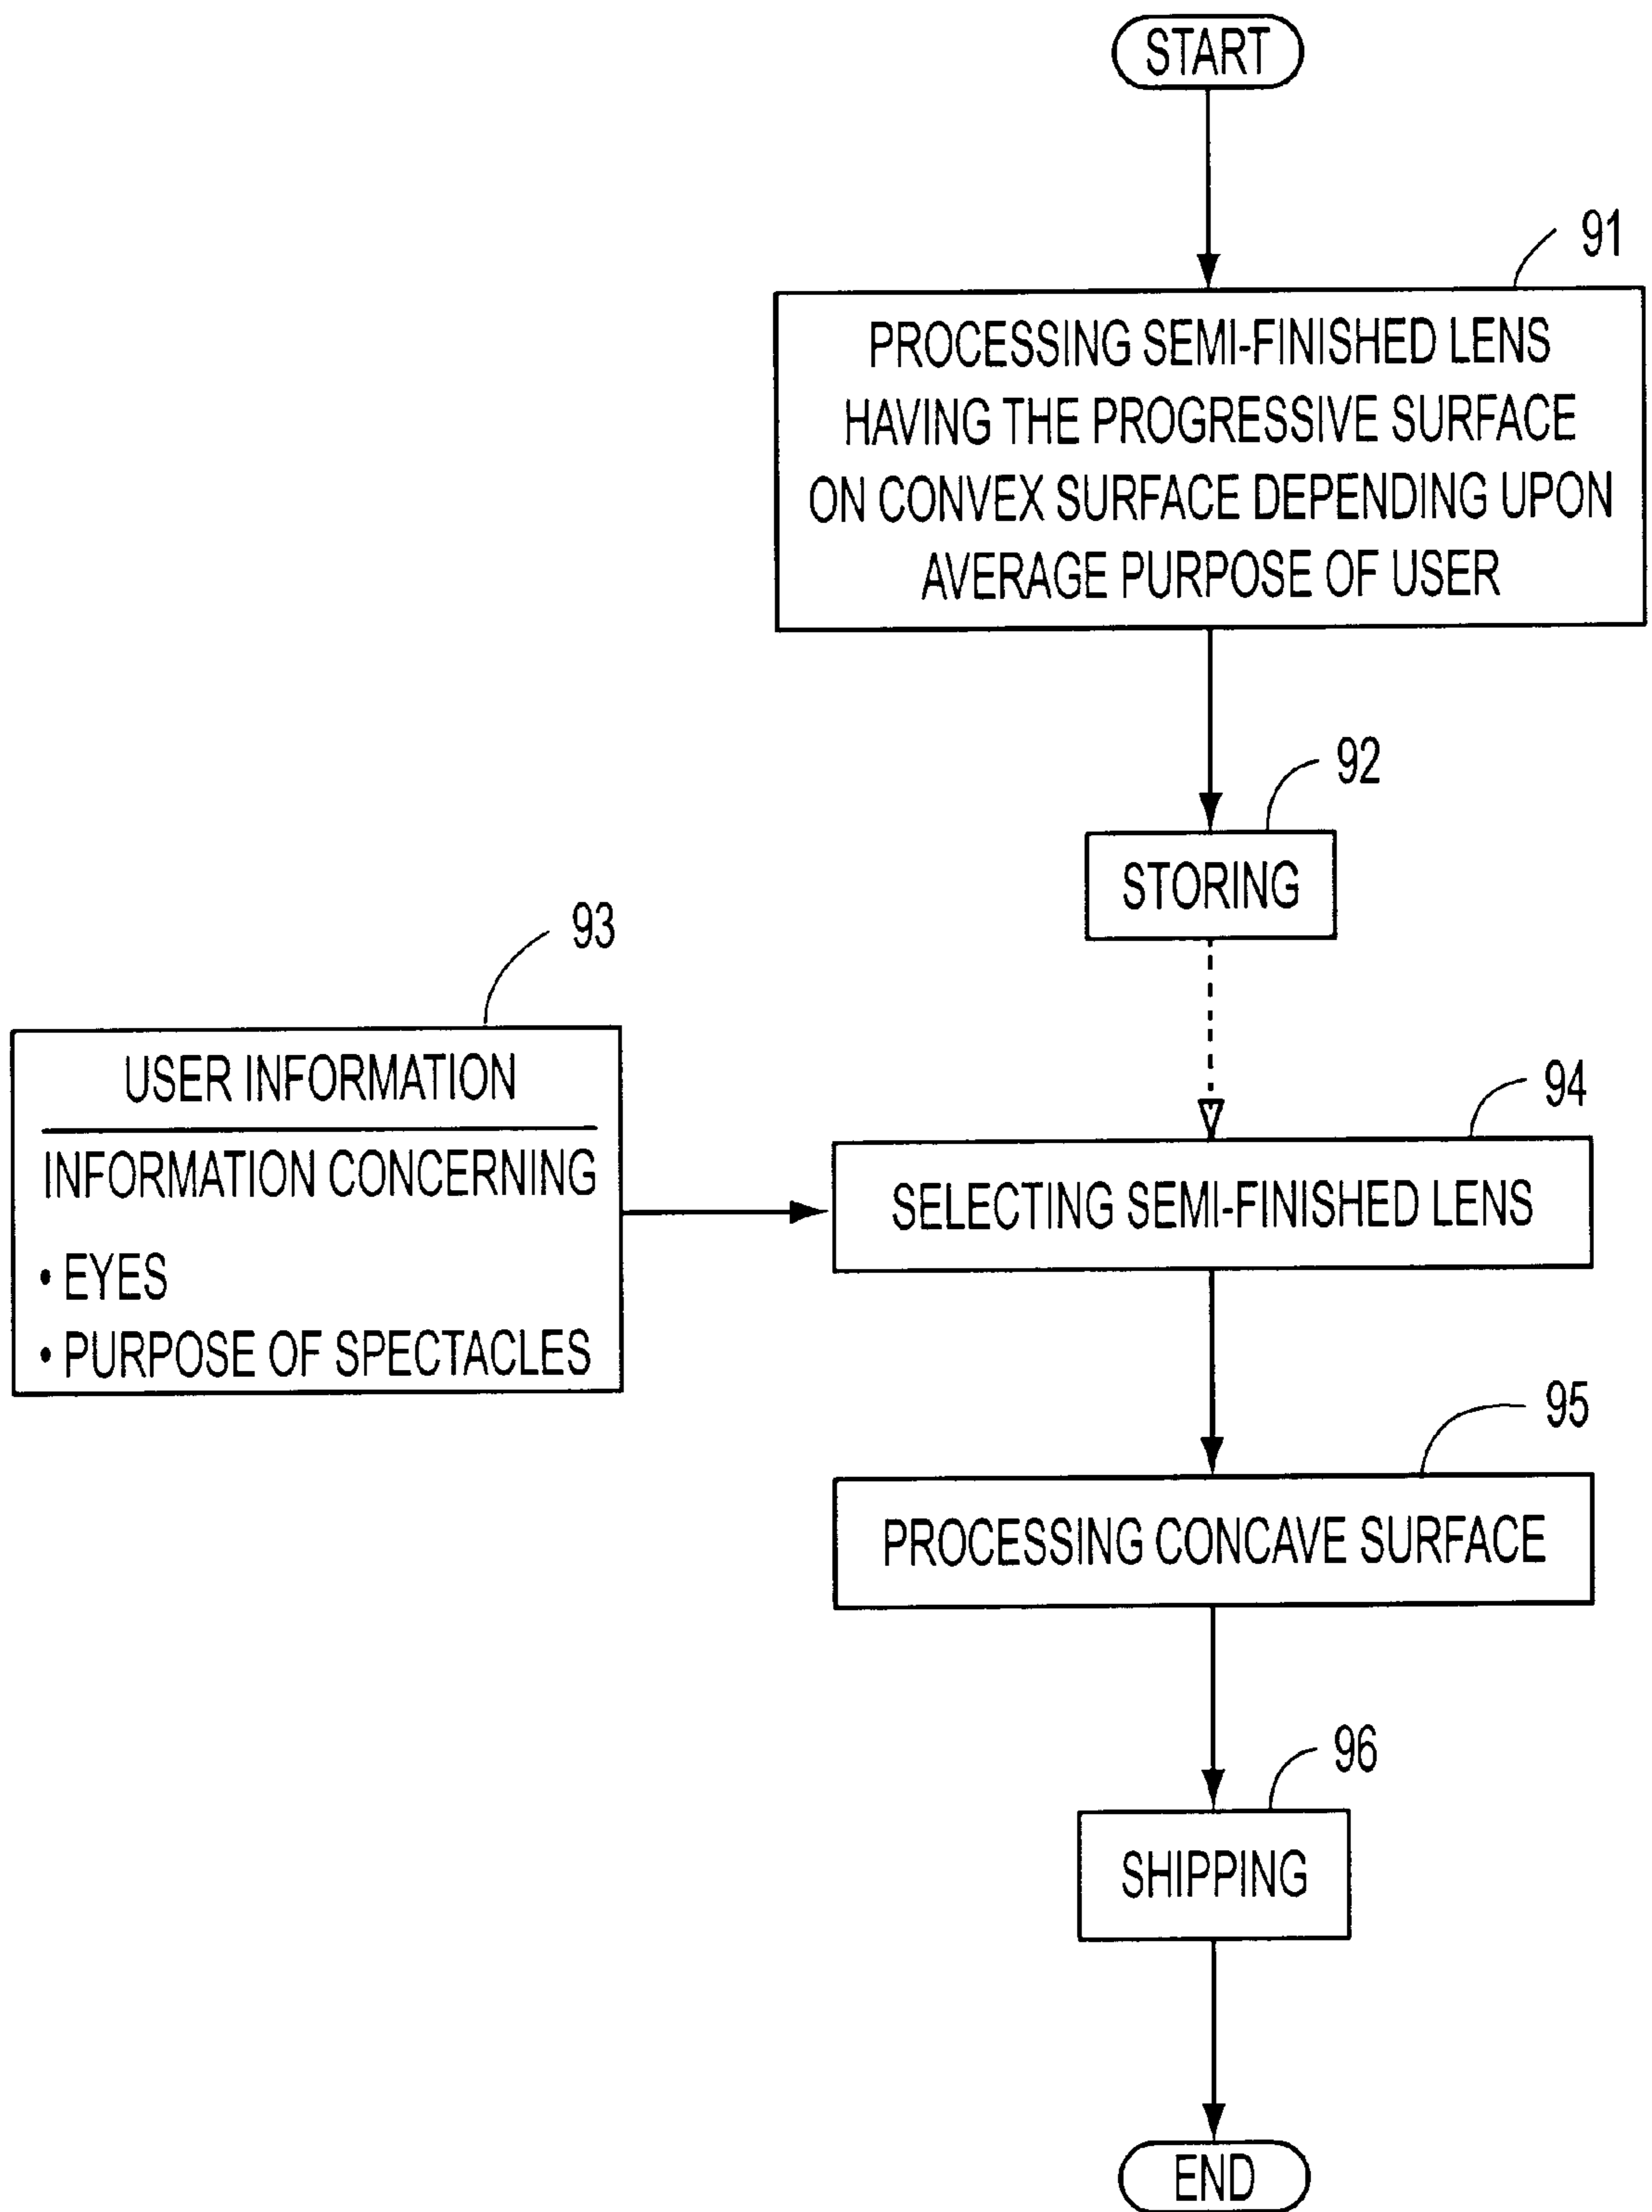 START
91
PROCESSING SEMI-FINISHED LENS
HAVING THE PROGRESSIVE SURFACE
ON CONVEX SURFACE DEPENDING UPON
AVERAGE PURPOSE OF USER
92
STORING
93
USER INFORMATION
INFORMATION CONCERNING
• EYES
• PURPOSE OF SPECTACLES
94
SELECTING SEMI-FINISHED LENS
95
PROCESSING CONCAVE SURFACE
96
SHIPPING
END